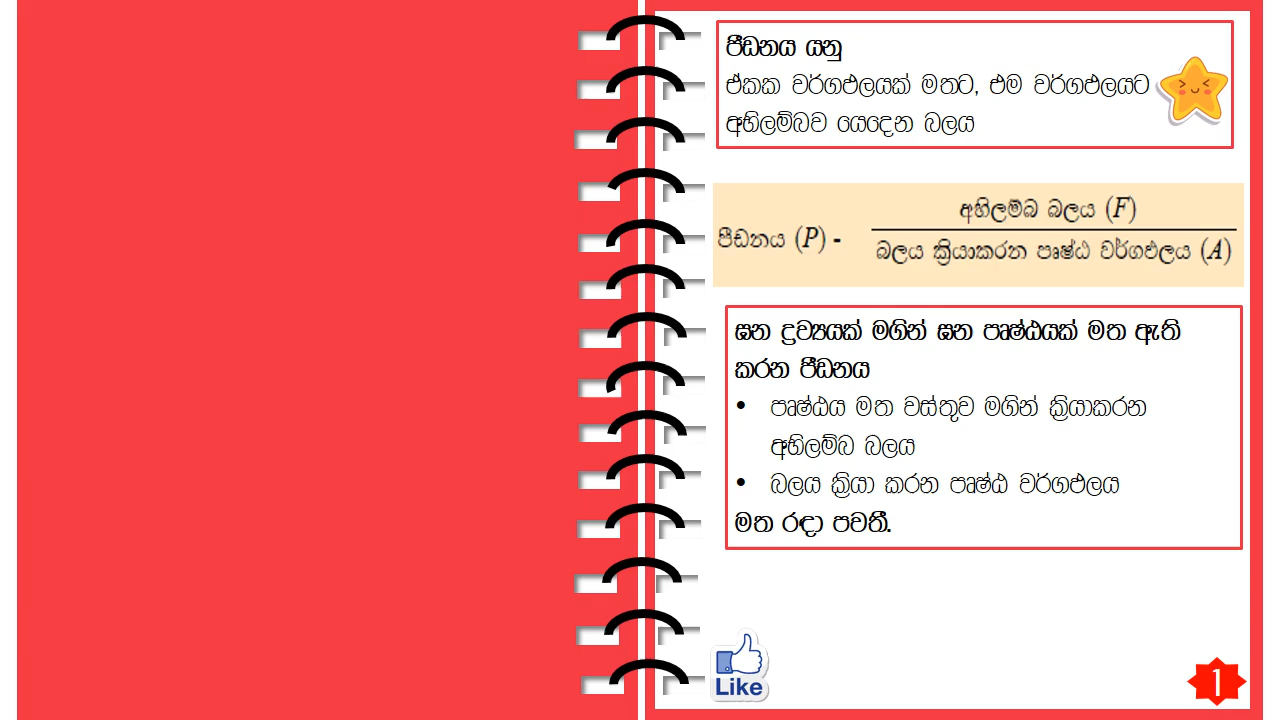 පීඩනය යනු
ඒකක වර්ගඵලයක් මතට, එම වර්ගඵලයට
අභිලම්බව යෙදෙන බලය
අභිලම්බ බලය (F)
පීඩනය (P) -
බලය ක්‍රියාකරන පෘෂ්ඨ වර්ගඵලය (A)
ඝන ද්‍රව්‍යයක් මගින් ඝන පෘෂ්ඨයක් මත ඇති
කරන පීඩනය
• පෘෂ්ඨය මත වස්තුව මගින් ක්‍රියාකරන
අභිලම්බ බලය
• බලය ක්‍රියා කරන පෘෂ්ඨ වර්ගඵලය
මත රඳා පවතී.
Like
1